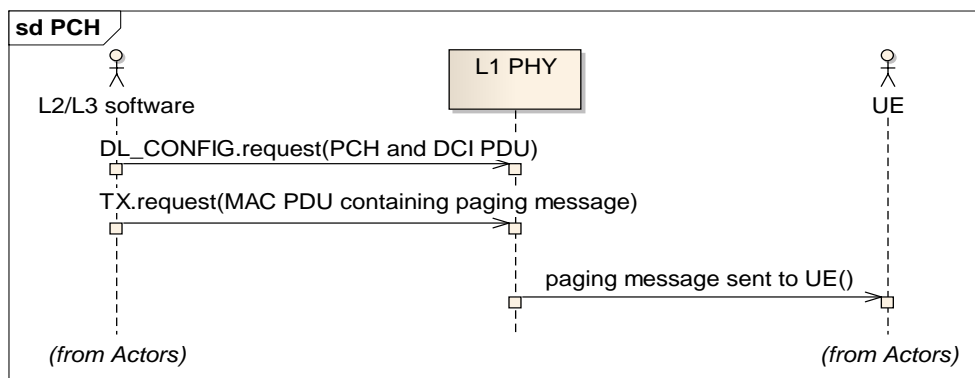 sd PCH
L2/L3 software
L1 PHY
UE
DL_CONFIG.request(PCH and DCI PDU)
TX.request(MAC PDU containing paging message)
paging message sent to UE()
(from Actors)
(from Actors)